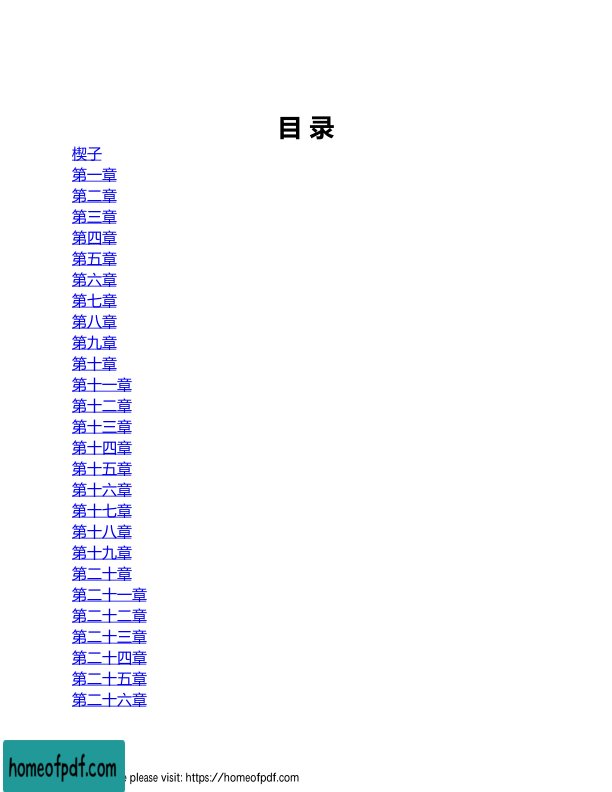 目 录
楔子
第一章
第二章
第三章
第四章
第五章
第六章
第七章
第八章
第九章
第十章
第十一章
第十二章
第十三章
第十四章
第十五章
第十六章
第十七章
第十八章
第十九章
第二十章
第二十一章
第二十二章
第二十三章
第二十四章
第二十五章
第二十六章
homeofpdf.com
please visit: https://homeofpdf.com